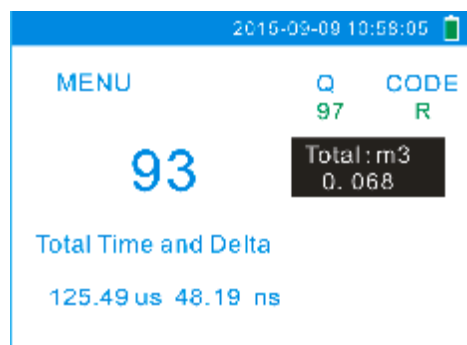 2015-09-09 10:58:05
MENU Q CODE
97 R
93 Total:m3
0.068
Total Time and Delta
125.49 us 48.19 ns